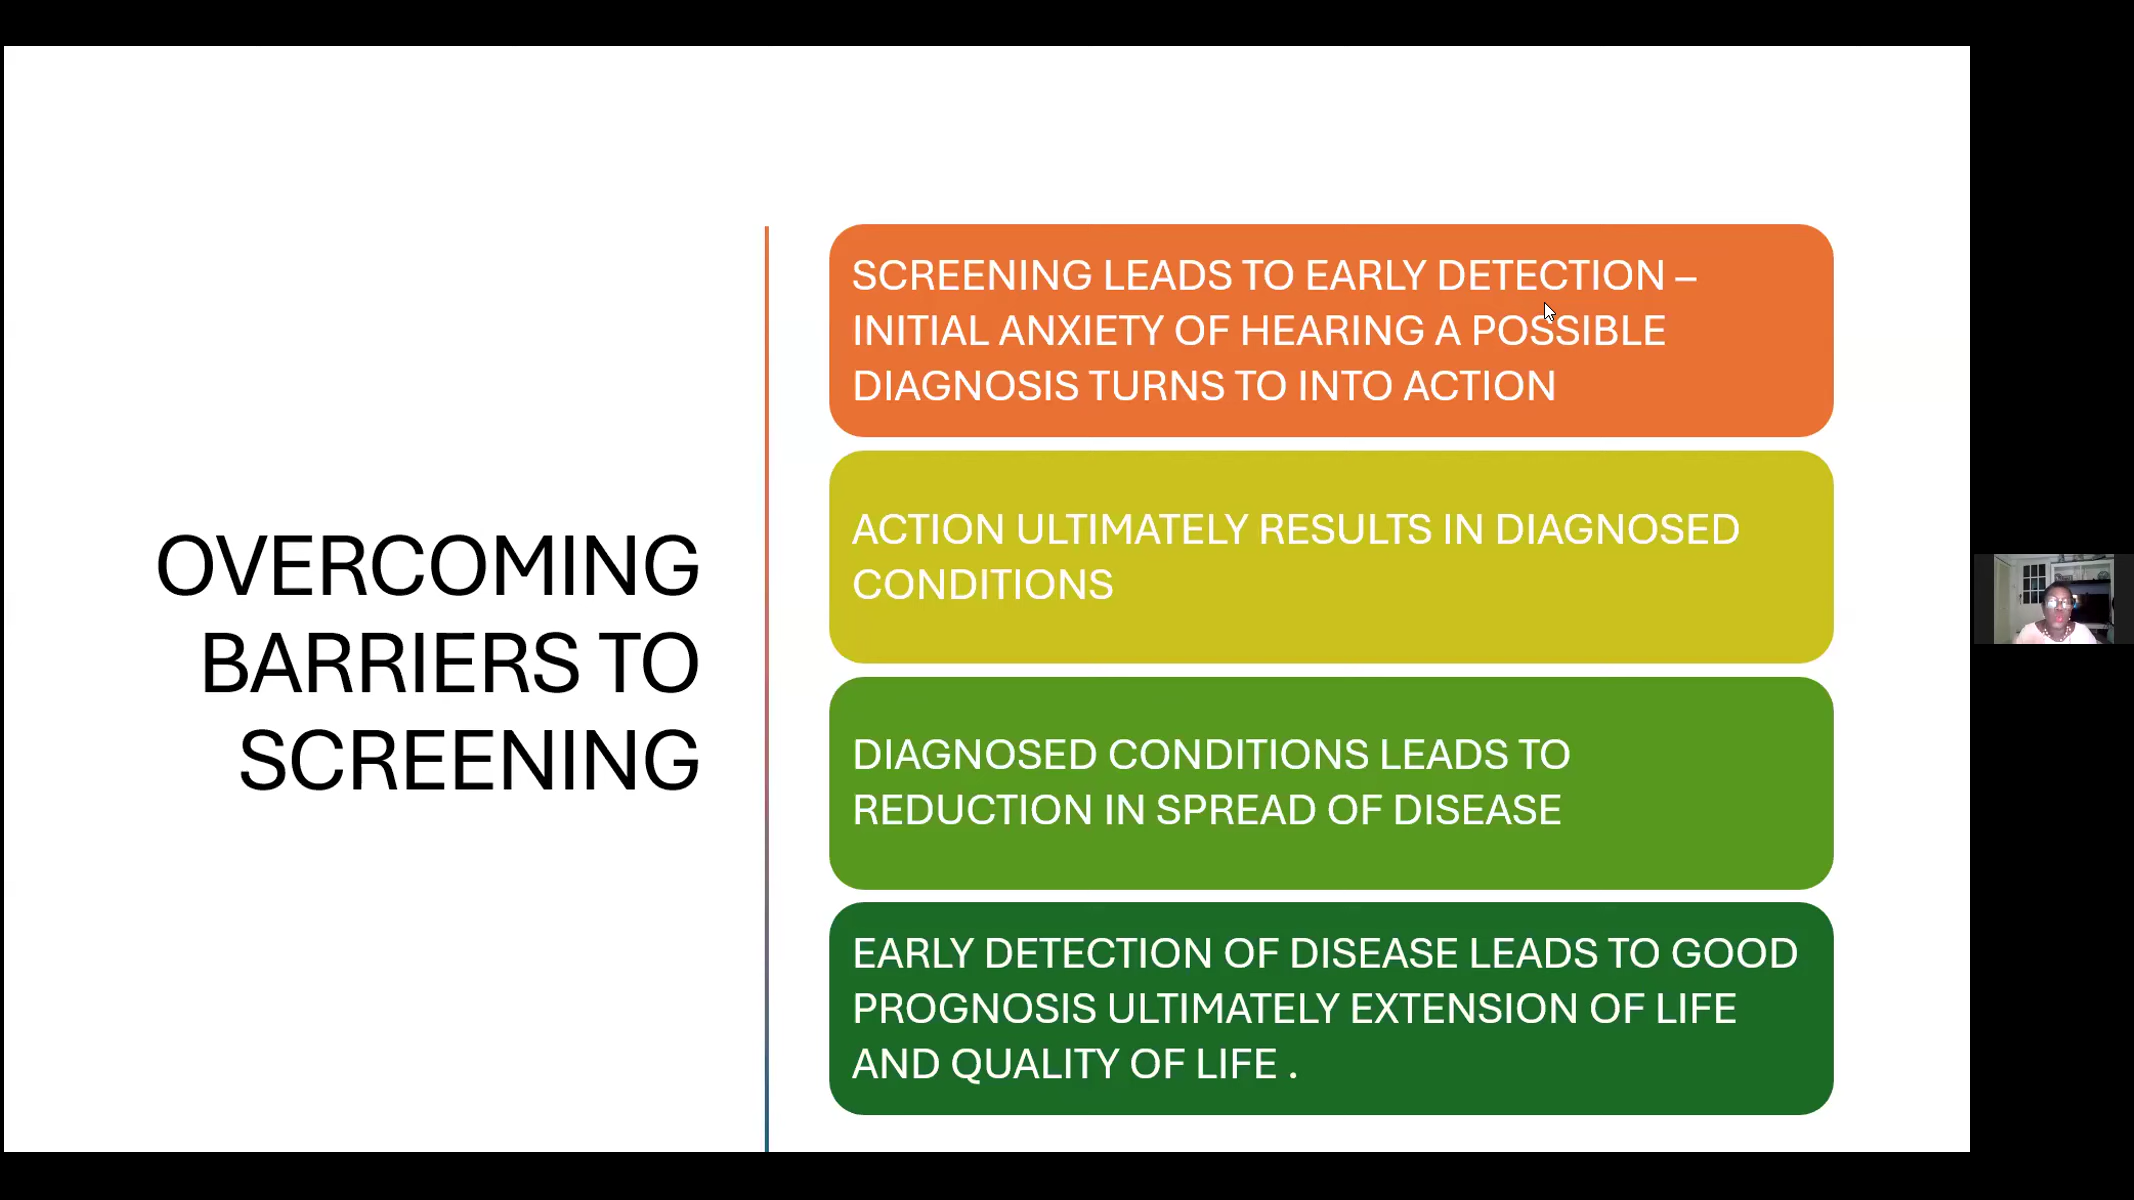 OVERCOMING
BARRIERS TO
SCREENING
SCREENING LEADS TO EARLY DETECTION –
INITIAL ANXIETY OF HEARING A POSSIBLE
DIAGNOSIS TURNS TO INTO ACTION
ACTION ULTIMATELY RESULTS IN DIAGNOSED
CONDITIONS
DIAGNOSED CONDITIONS LEADS TO
REDUCTION IN SPREAD OF DISEASE
EARLY DETECTION OF DISEASE LEADS TO GOOD
PROGNOSIS ULTIMATELY EXTENSION OF LIFE
AND QUALITY OF LIFE .